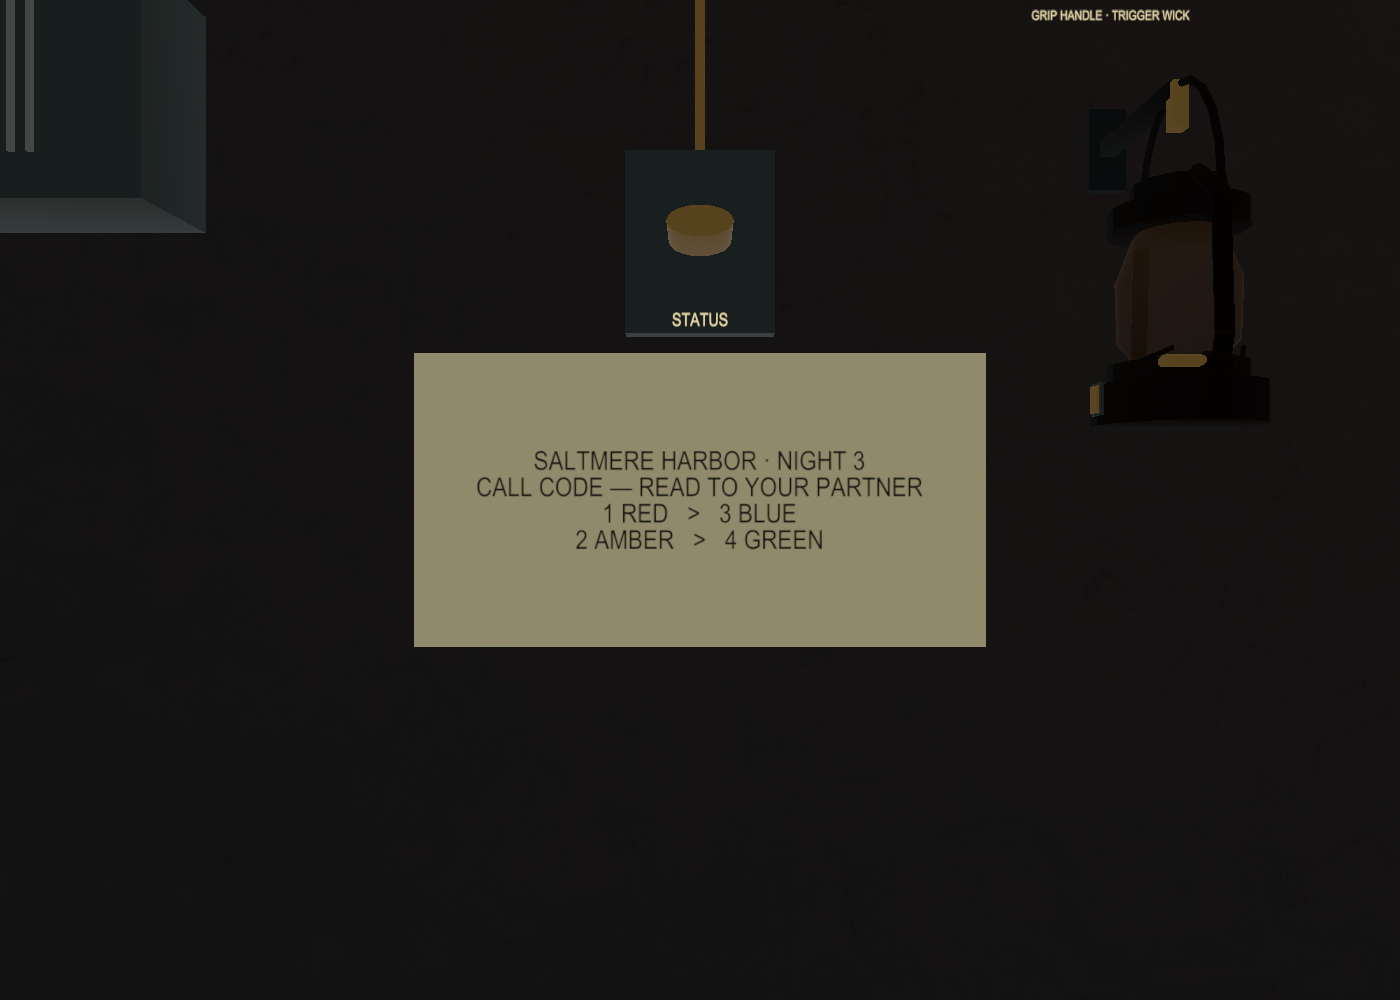 GRIP HANDLE · TRIGGER WICK
STATUS
SALTMERE HARBOR · NIGHT 3
CALL CODE — READ TO YOUR PARTNER
1 RED > 3 BLUE
2 AMBER > 4 GREEN